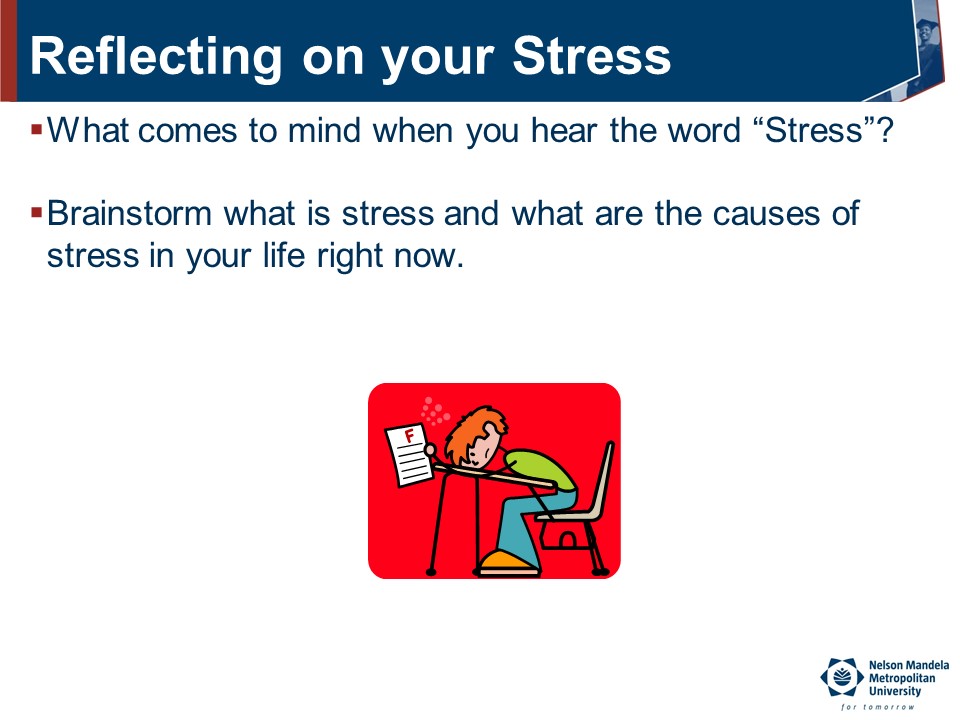 Reflecting on your Stress
▪What comes to mind when you hear the word “Stress”?
▪Brainstorm what is stress and what are the causes of
stress in your life right now.
F
Nelson Mandela
Metropolitan
University
for tomorrow